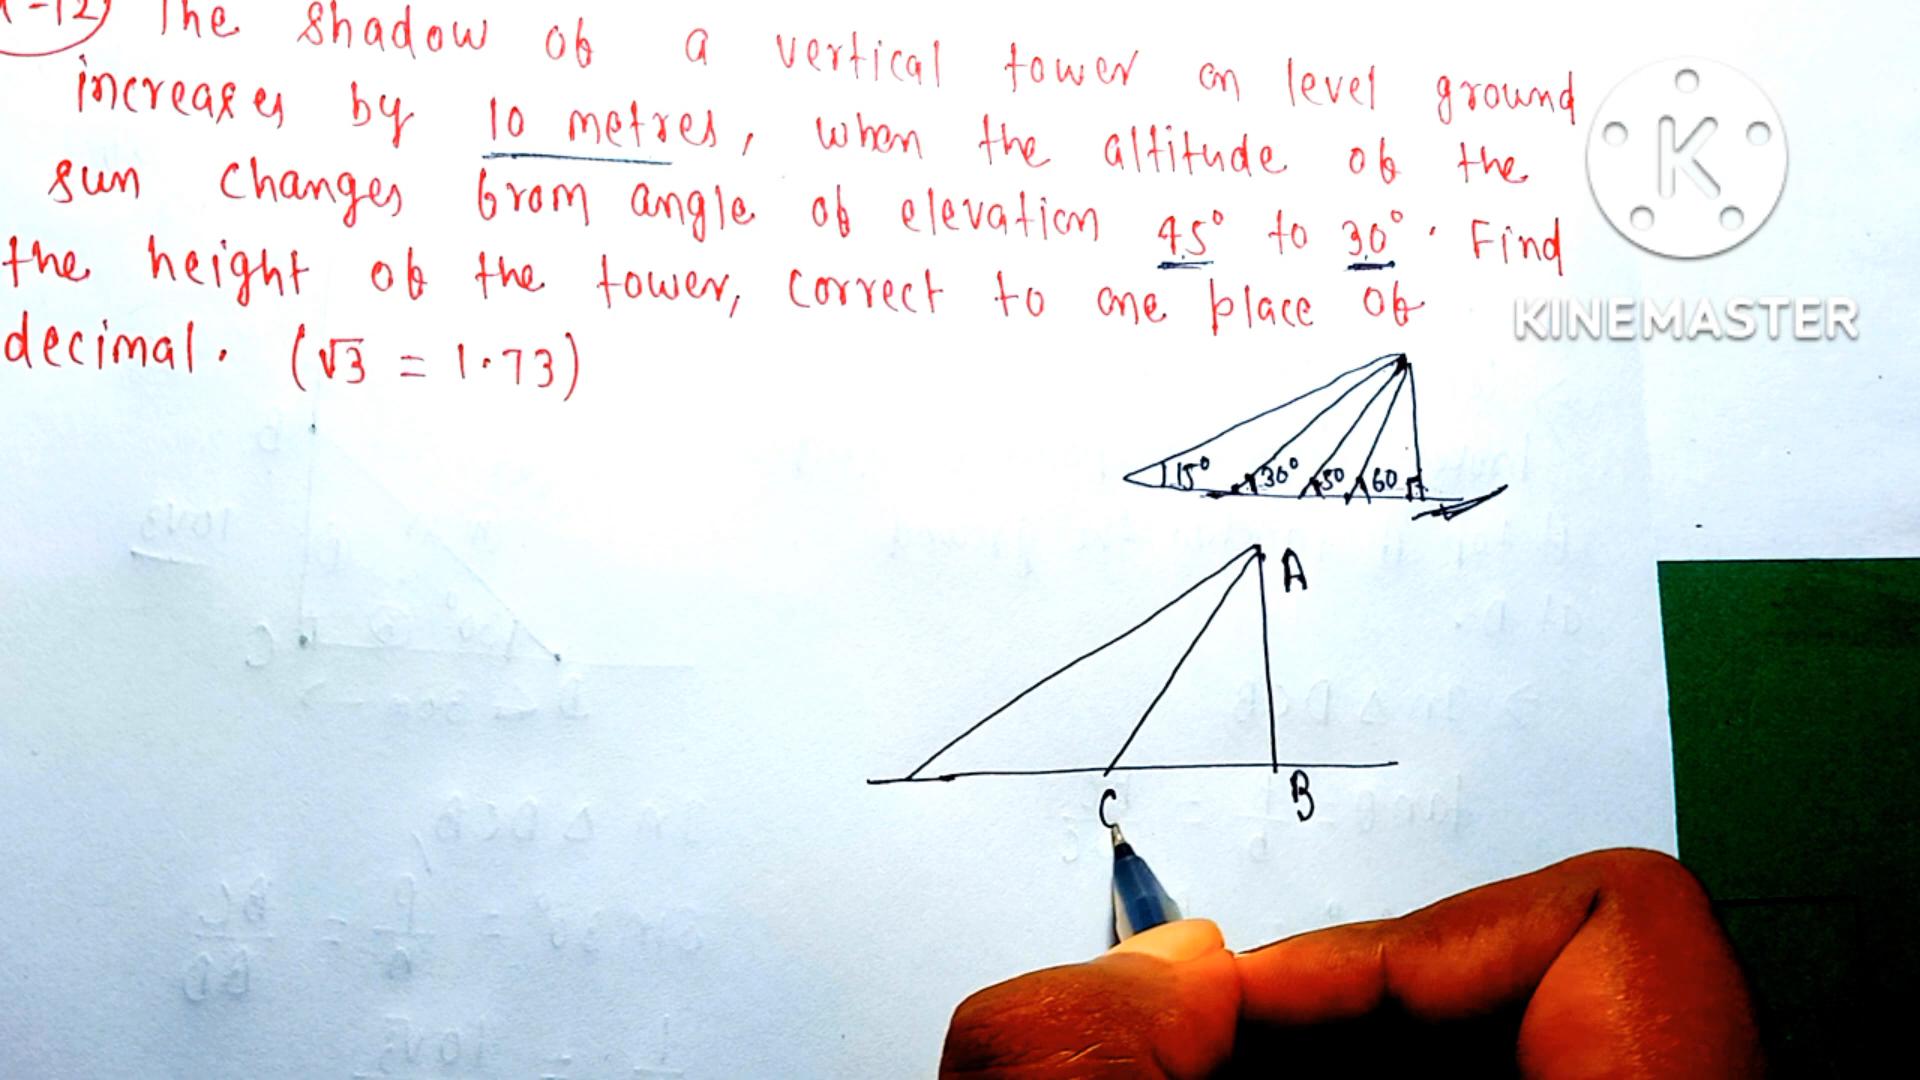 The shadow of a vertical tower on level ground
increases by 10 metres, when the altitude of the
sun changes from angle of elevation 45° to 30°. Find
the height of the tower, correct to one place of
decimal. (√3 = 1.73)
KINEMASTER
15° 30° 50 60
A
C B